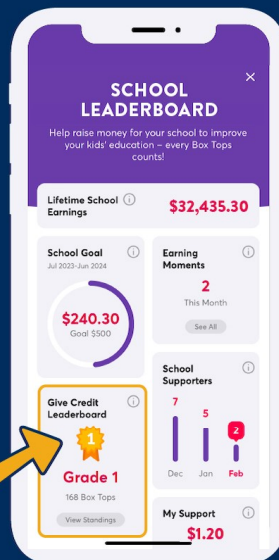 SCHOOL
LEADERBOARD
Help raise money for your school to improve
your kids' education – every Box Tops
counts!
Lifetime School
Earnings
$32,435.30
School Goal
Jul 2023-Jun 2024
$240.30
Goal $500
Earning
Moments
2
This Month
See All
Give Credit
Leaderboard
1
Grade 1
168 Box Tops
View Standings
School
Supporters
7
5
2
Dec Jan Feb
My Support
$1.20